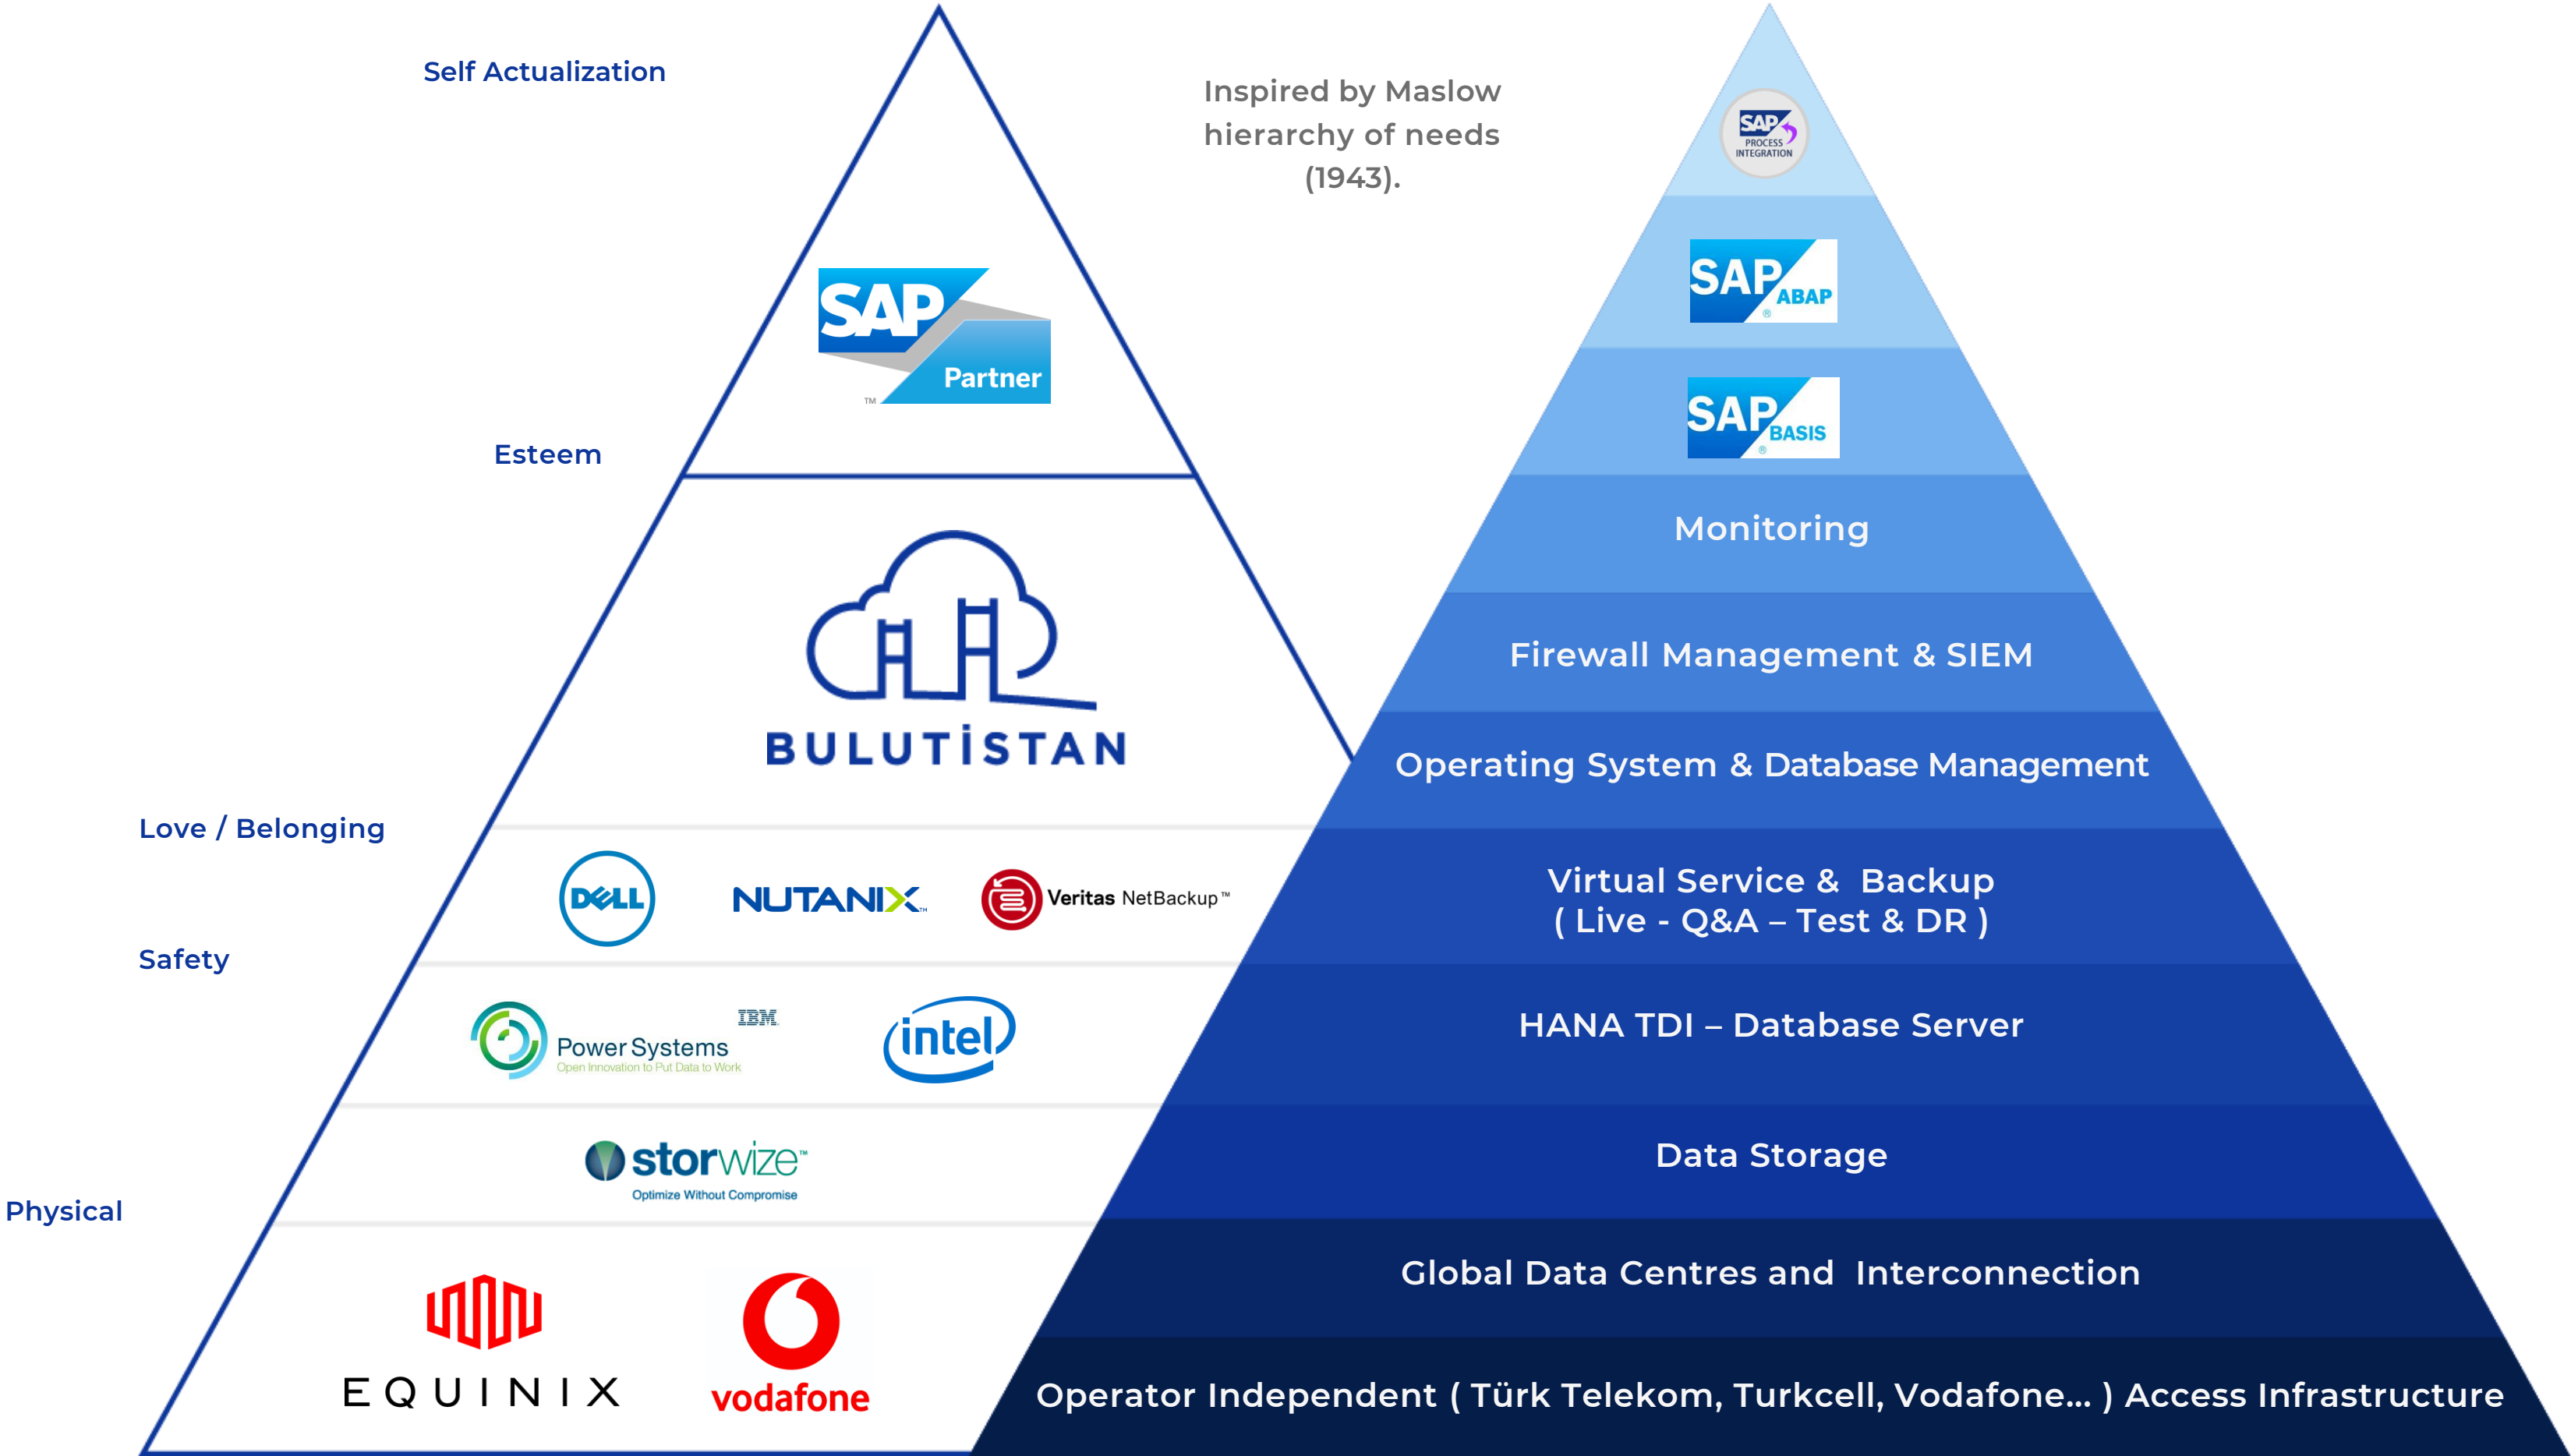 Self Actualization
Esteem
Love / Belonging
Safety
Physical
SAP
Partner
TM
BULUTİSTAN
DELL
NUTANIX™
Veritas NetBackup™
IBM
Power Systems
Open Innovation to Put Data to Work
intel
storwize™
Optimize Without Compromise
EQUINIX
vodafone
Inspired by Maslow
hierarchy of needs
(1943).
SAP
PROCESS
INTEGRATION
SAP
ABAP
®
SAP
BASIS
®
Monitoring
Firewall Management & SIEM
Operating System & Database Management
Virtual Service & Backup
( Live - Q&A – Test & DR )
HANA TDI – Database Server
Data Storage
Global Data Centres and Interconnection
Operator Independent ( Türk Telekom, Turkcell, Vodafone... ) Access Infrastructure